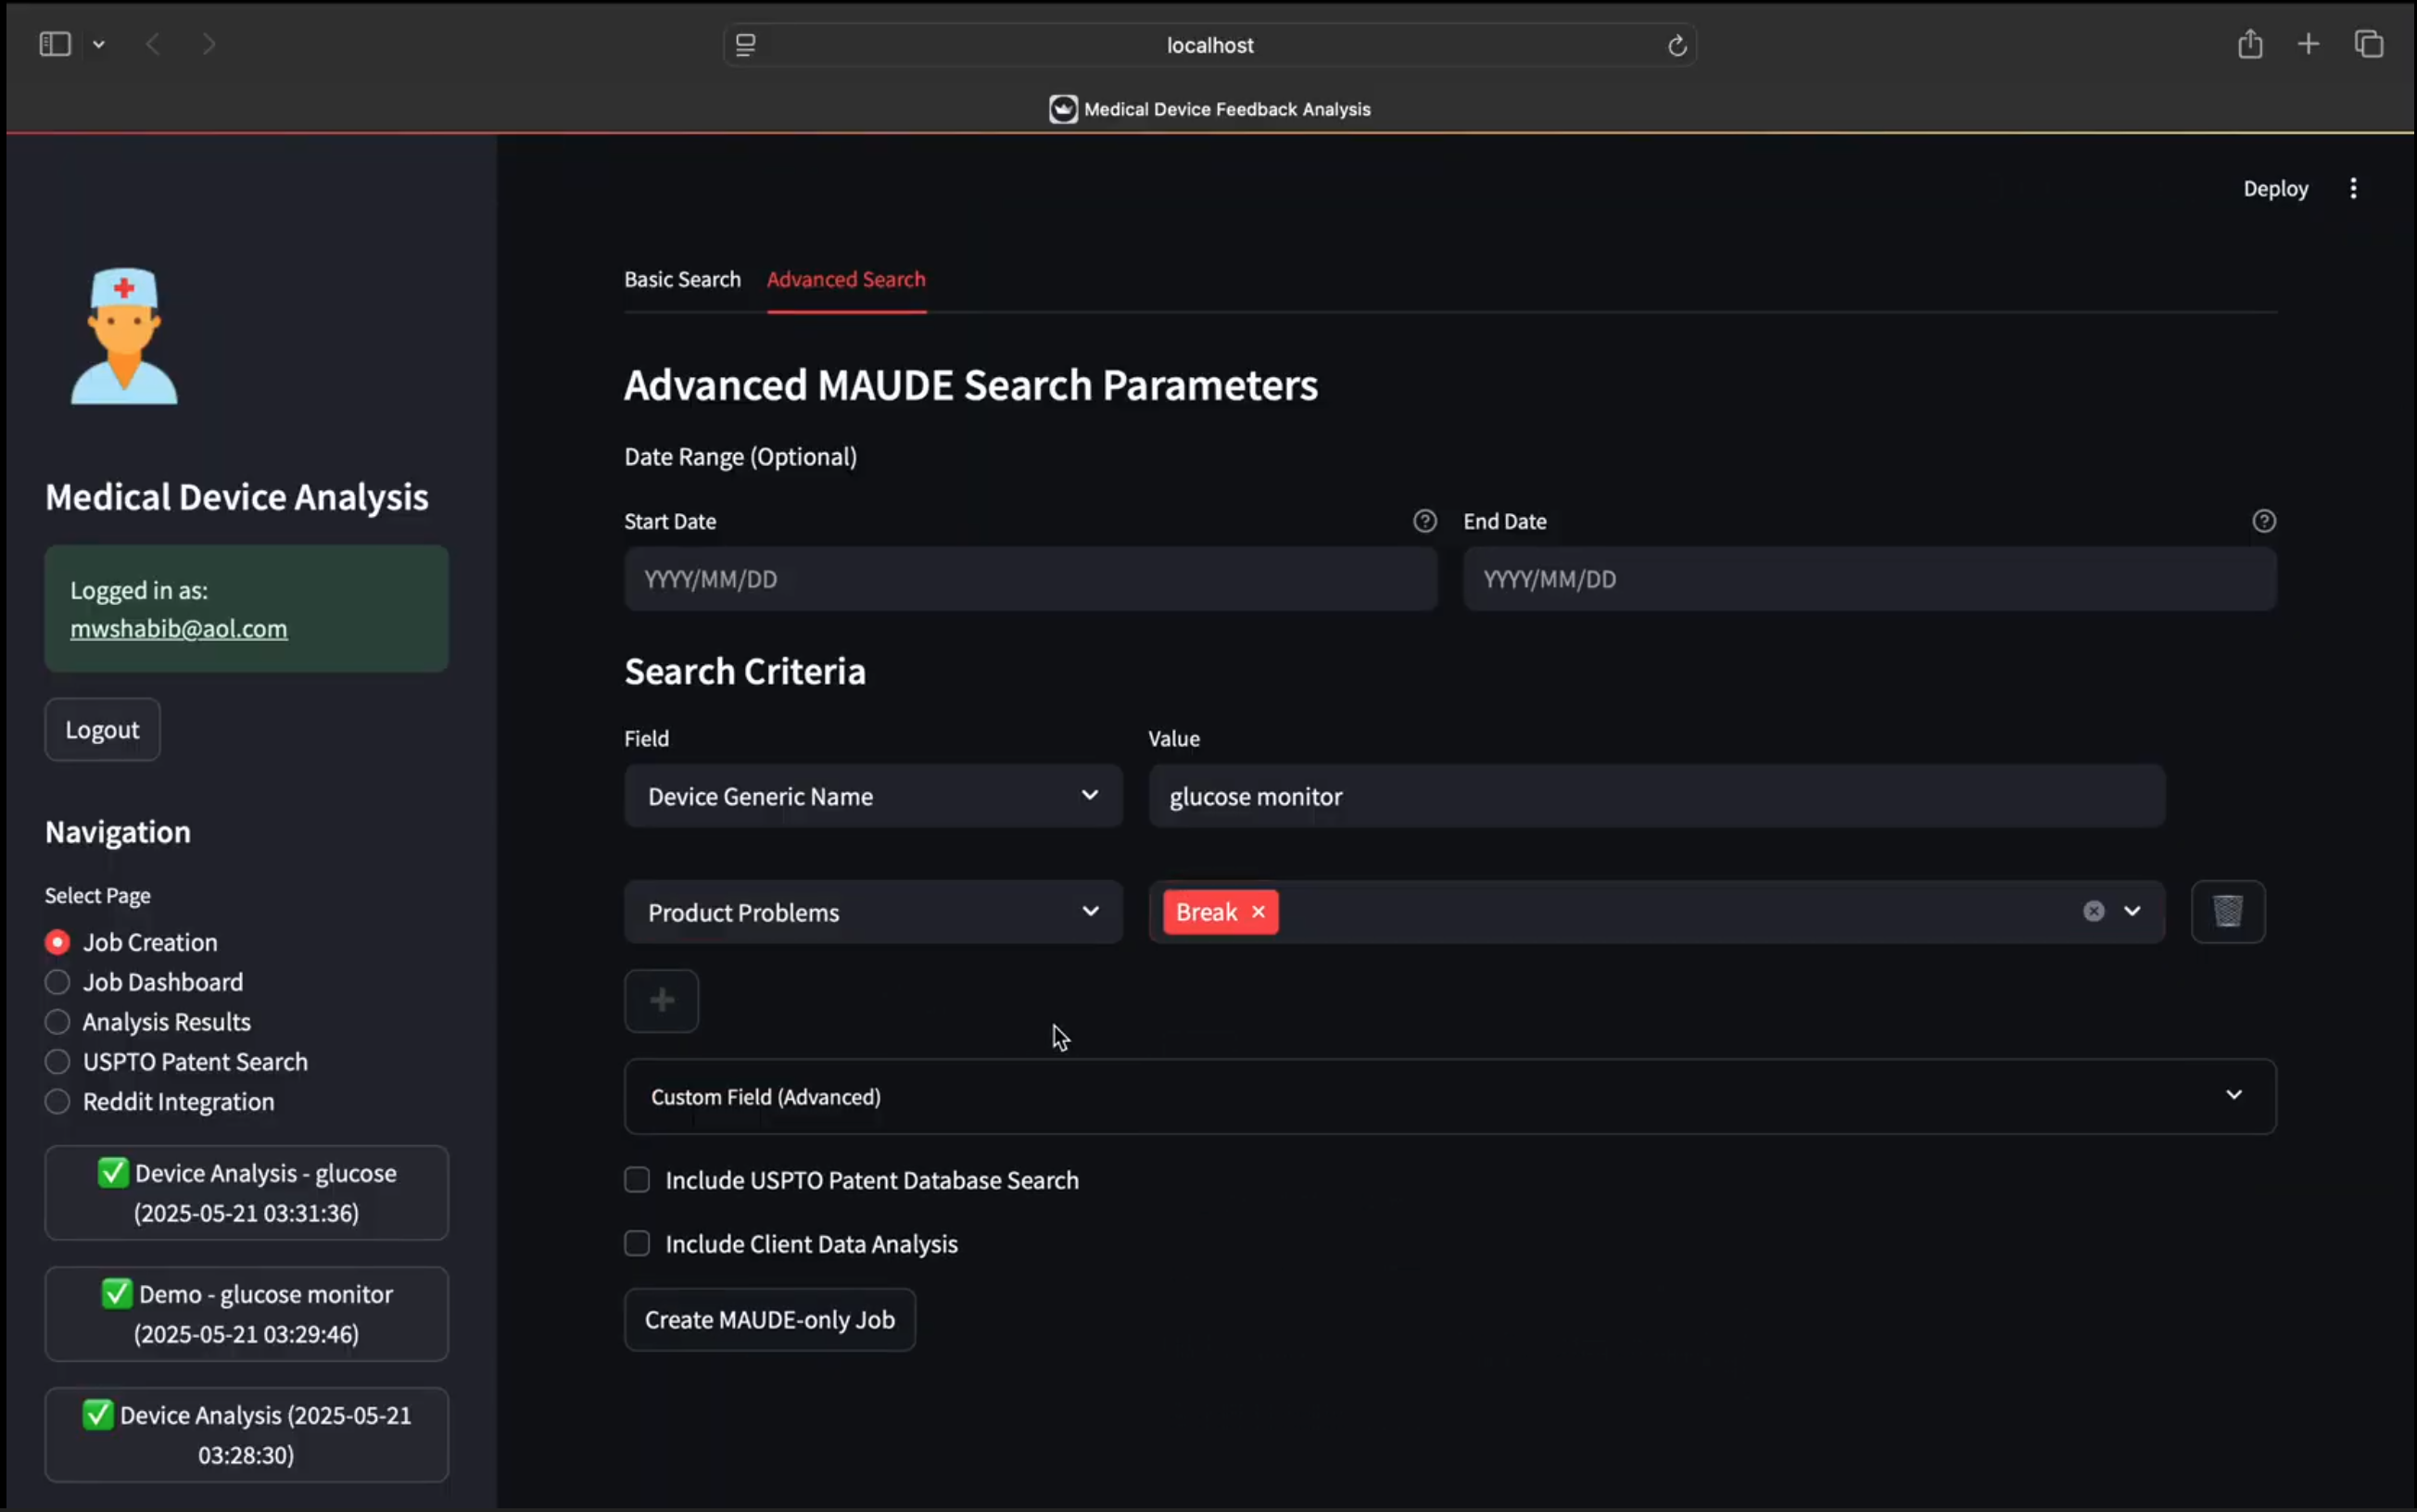 localhost
Medical Device Feedback Analysis
Deploy
Medical Device Analysis
Logged in as:
mwshabib@aol.com
Logout
Navigation
Select Page
Job Creation
Job Dashboard
Analysis Results
USPTO Patent Search
Reddit Integration
✅ Device Analysis - glucose
(2025-05-21 03:31:36)
✅ Demo - glucose monitor
(2025-05-21 03:29:46)
✅ Device Analysis (2025-05-21
03:28:30)
Basic Search
Advanced Search
Advanced MAUDE Search Parameters
Date Range (Optional)
Start Date
End Date
YYYY/MM/DD
YYYY/MM/DD
Search Criteria
Field
Value
Device Generic Name
glucose monitor
Product Problems
Break ×
Custom Field (Advanced)
Include USPTO Patent Database Search
Include Client Data Analysis
Create MAUDE-only Job